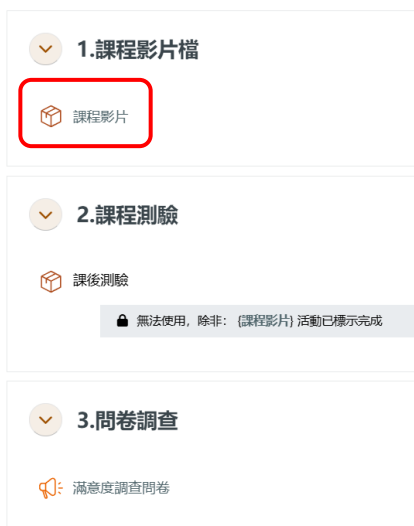 1.課程影片檔
課程影片
2.課程測驗
課後測驗
無法使用，除非： (課程影片) 活動已標示完成
3.問卷調查
滿意度調查問卷